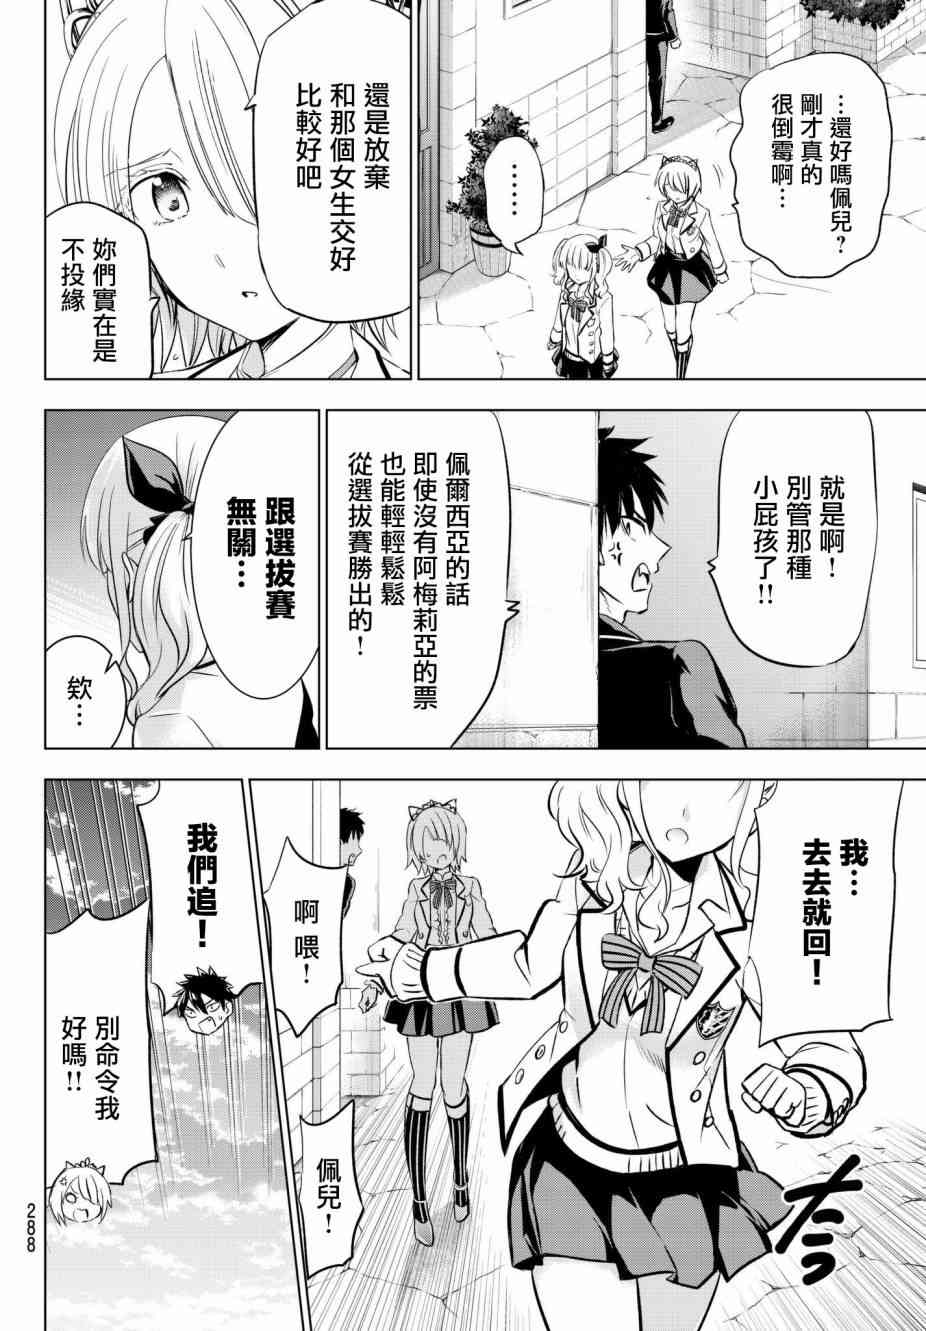 …還好嗎佩兒？
剛才真的
很倒霉啊…
……
還是放棄
和那個女生交好
比較好吧
妳們實在是
不投緣
就是啊！
別管那種
小屁孩了!!
佩爾西亞的話
即使沒有阿梅莉亞的票
也能輕輕鬆鬆
從選拔賽勝出的！
跟選拔賽
無關…
欸…
我…
去去就回！
啊
喂！
佩兒！
我們追！
別命令我
好嗎!!
たっ
288